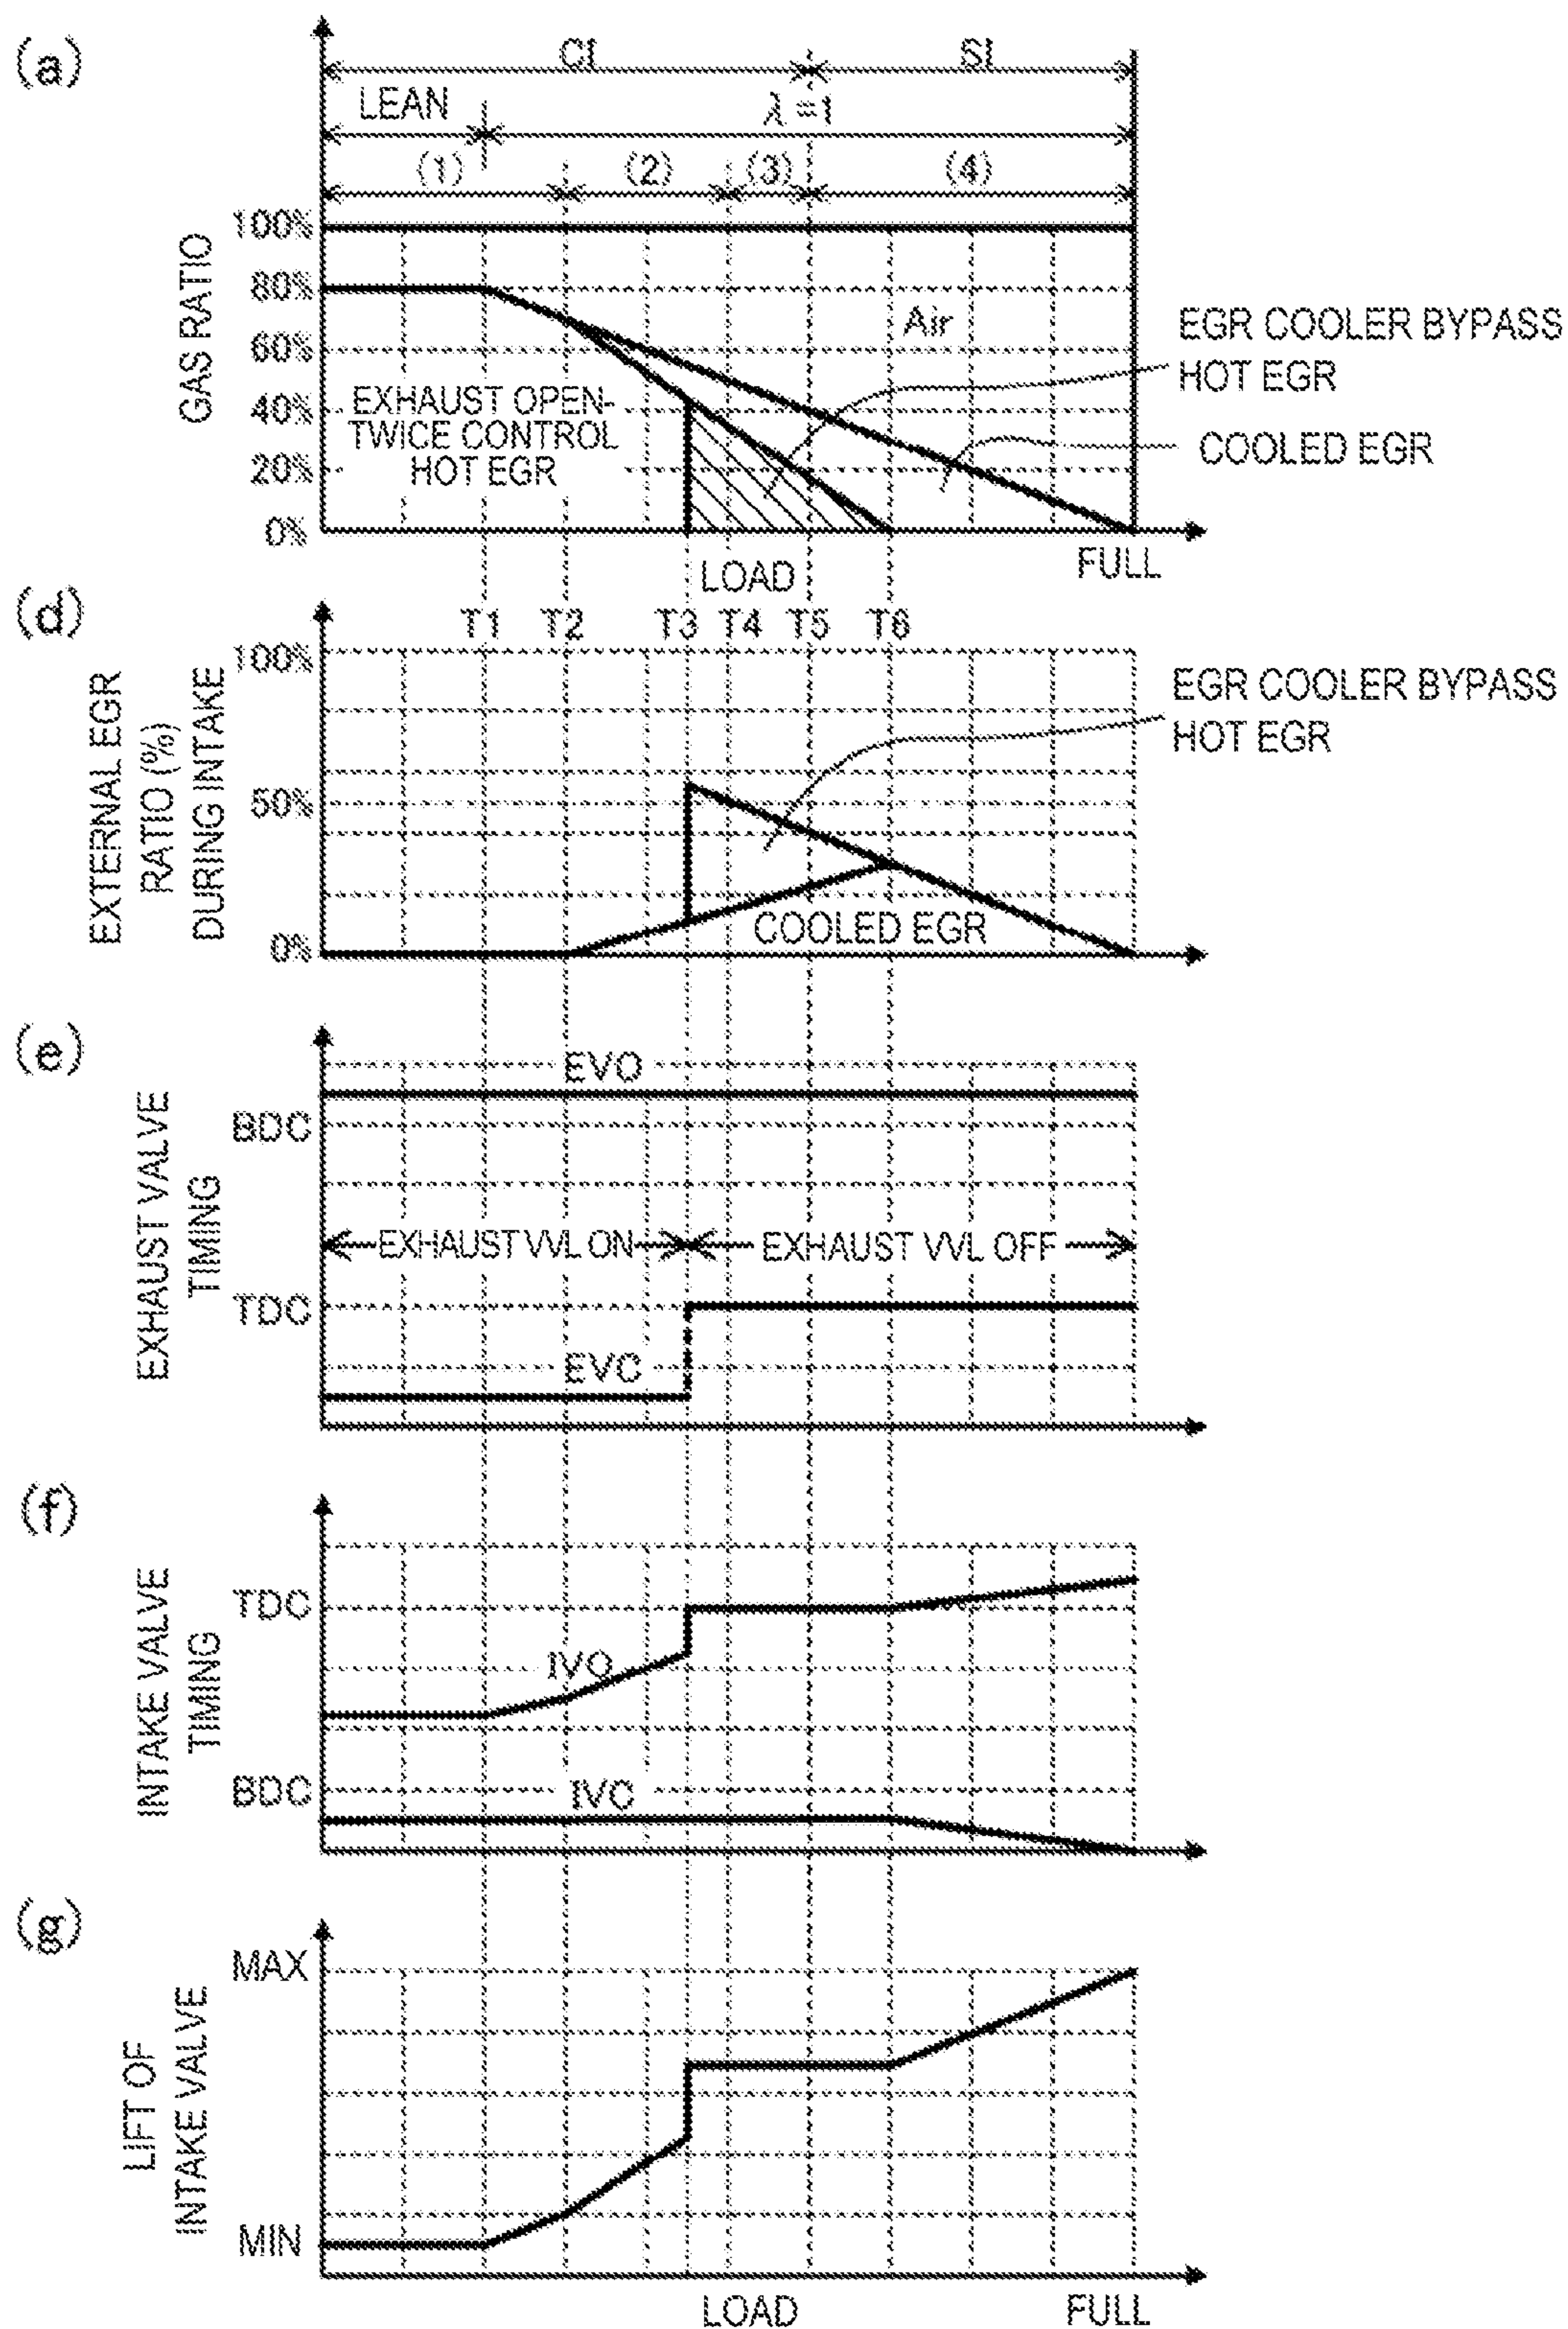 (a)
CI
SI
LEAN
λ=1
(1)
(2)
(3)
(4)
GAS RATIO
100%
80%
60%
40%
20%
0%
Air
EXHAUST OPEN-
TWICE CONTROL
HOT EGR
EGR COOLER BYPASS
HOT EGR
COOLED EGR
LOAD
FULL
(d)
T1
T2
T3
T4
T5
T6
EXTERNAL EGR
RATIO (%)
DURING INTAKE
100%
50%
0%
EGR COOLER BYPASS
HOT EGR
COOLED EGR
(e)
EXHAUST VALVE
TIMING
EVO
BDC
EXHAUST VVL ON
EXHAUST VVL OFF
TDC
EVC
(f)
INTAKE VALVE
TIMING
TDC
IVO
BDC
IVC
(g)
LIFT OF
INTAKE VALVE
MAX
MIN
LOAD
FULL